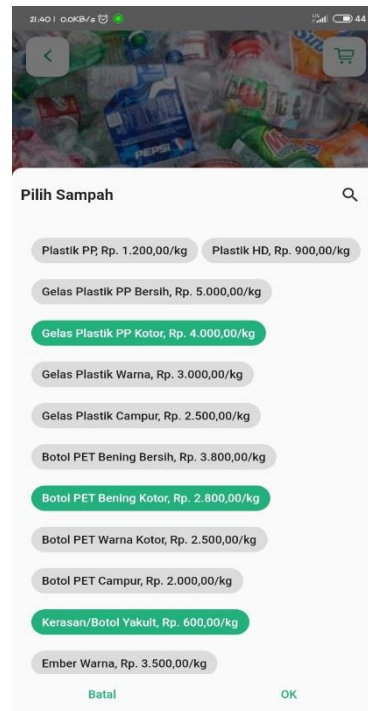 21:40 | 0.0KB/s
44
PEPSI
Pilih Sampah
Plastik PP, Rp. 1.200,00/kg Plastik HD, Rp. 900,00/kg
Gelas Plastik PP Bersih, Rp. 5.000,00/kg
Gelas Plastik PP Kotor, Rp. 4.000,00/kg
Gelas Plastik Warna, Rp. 3.000,00/kg
Gelas Plastik Campur, Rp. 2.500,00/kg
Botol PET Bening Bersih, Rp. 3.800,00/kg
Botol PET Bening Kotor, Rp. 2.800,00/kg
Botol PET Warna Kotor, Rp. 2.500,00/kg
Botol PET Campur, Rp. 2.000,00/kg
Kerasan/Botol Yakult, Rp. 600,00/kg
Ember Warna, Rp. 3.500,00/kg
Batal OK